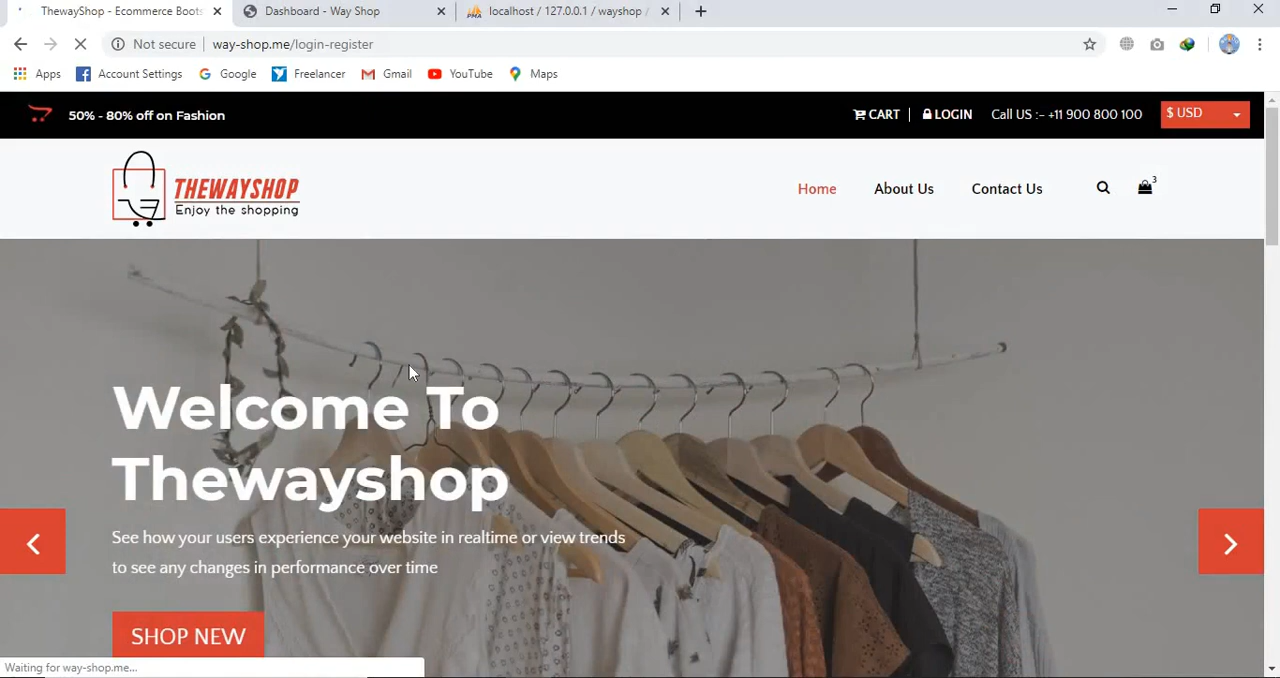 ThewayShop - Ecommerce Boots
Dashboard - Way Shop
localhost / 127.0.0.1 / wayshop /
Not secure
way-shop.me/login-register
Apps
Account Settings
Google
Freelancer
Gmail
YouTube
Maps
50% - 80% off on Fashion
CART
LOGIN
Call US :- +11 900 800 100
$ USD
THEWAYSHOP
Enjoy the shopping
Home
About Us
Contact Us
3
Welcome To
Thewayshop
See how your users experience your website in realtime or view trends
to see any changes in performance over time
SHOP NEW
Waiting for way-shop.me...